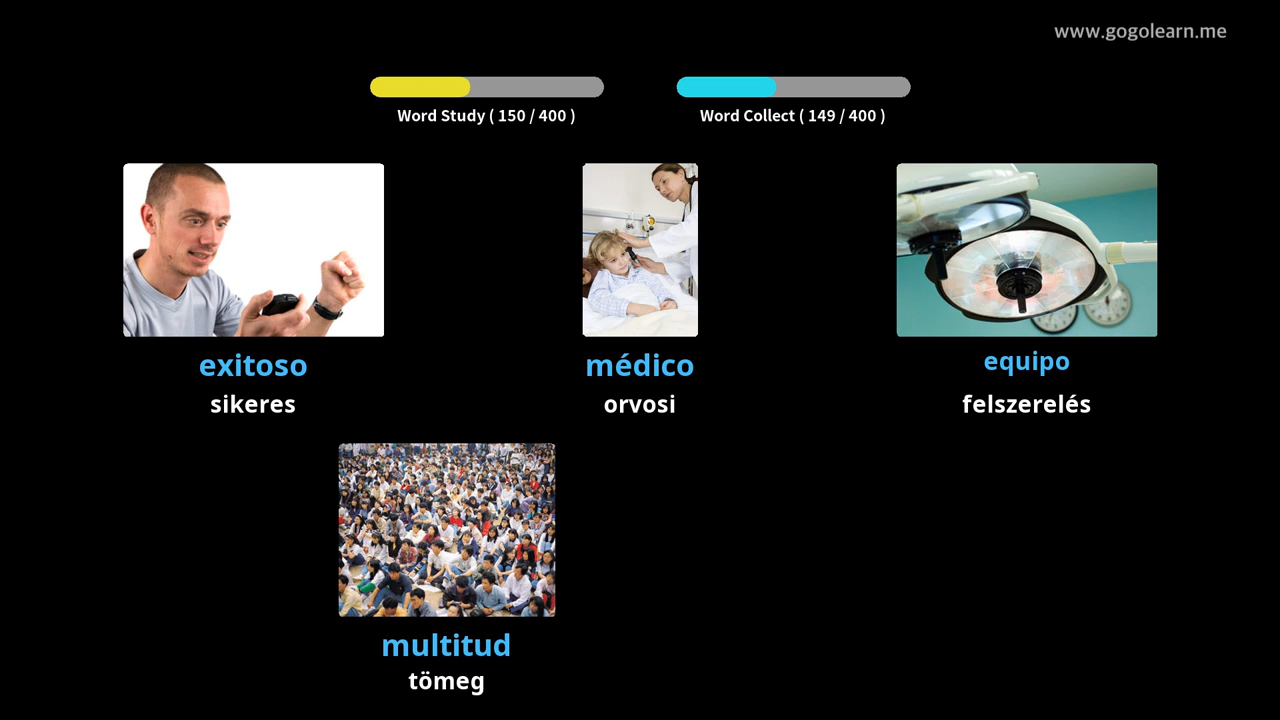 www.gogolearn.me
Word Study ( 150 / 400 )
Word Collect ( 149 / 400 )
exitoso
sikeres
médico
orvosi
equipo
felszerelés
multitud
tömeg